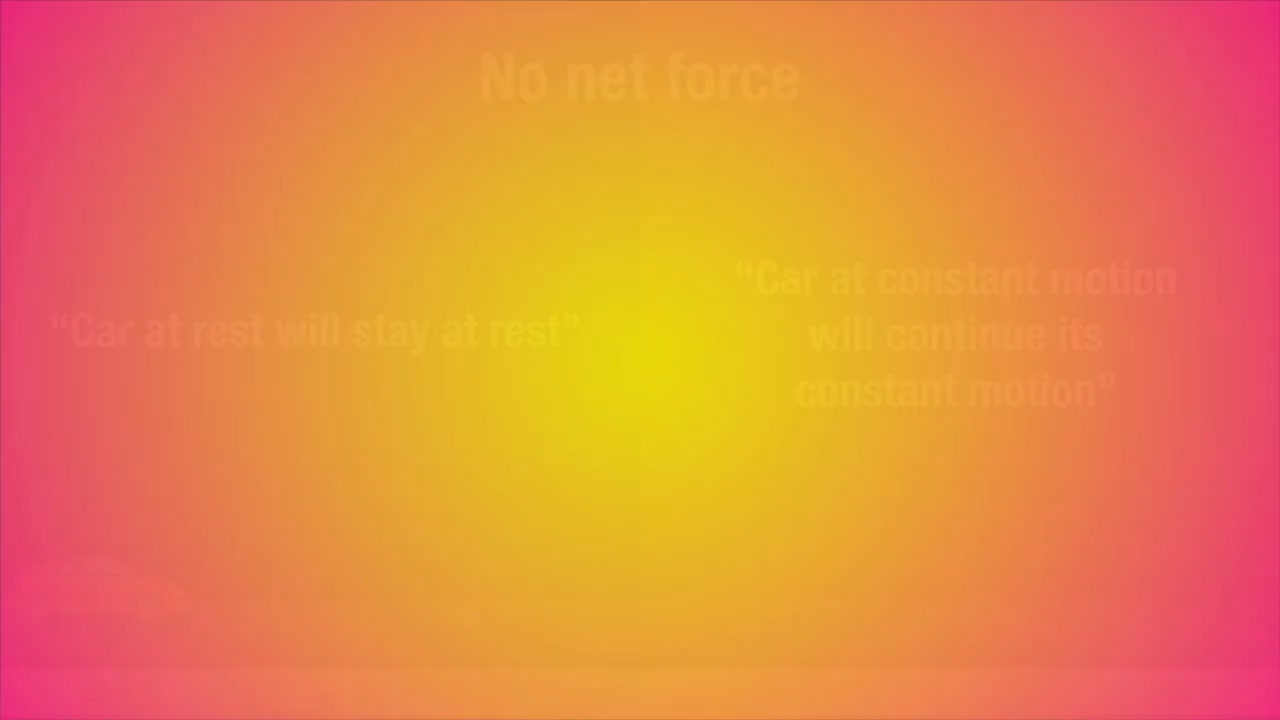 No net force
“Car at rest will stay at rest”
"Car at constant motion
will continue its
constant motion"